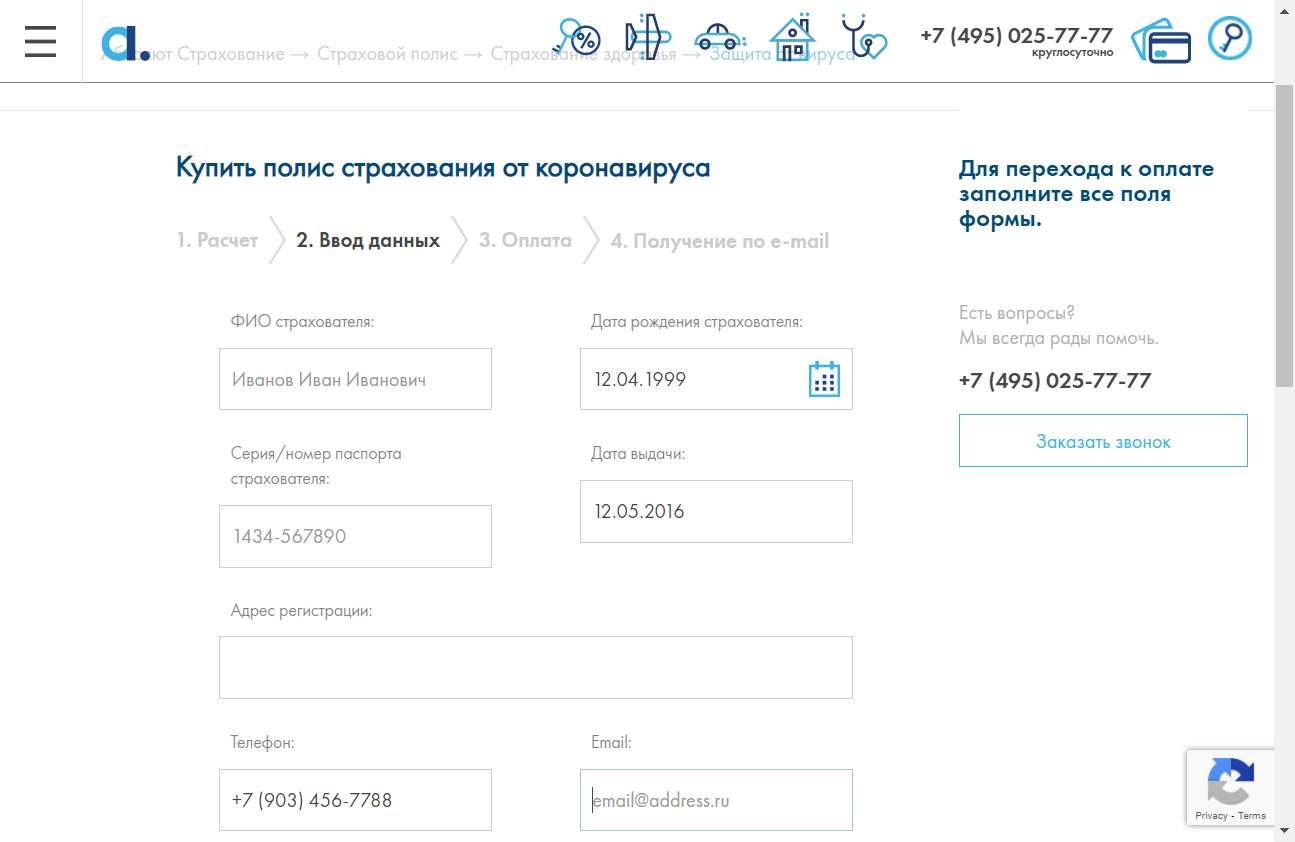 +7 (495) 025-77-77
круглосуточно
Страхование → Страховой полис → Страхование здоровья → Защита
Купить полис страхования от коронавируса
1. Расчет
2. Ввод данных
3. Оплата
4. Получение по e-mail
Для перехода к оплате
заполните все поля
формы.
Есть вопросы?
Мы всегда рады помочь.
+7 (495) 025-77-77
Заказать звонок
ФИО страхователя:
Дата рождения страхователя:
Иванов Иван Иванович
12.04.1999
Серия/номер паспорта
страхователя:
Дата выдачи:
1434-567890
12.05.2016
Адрес регистрации:
Телефон:
Email:
+7 (903) 456-7788
email@address.ru
Privacy - Terms